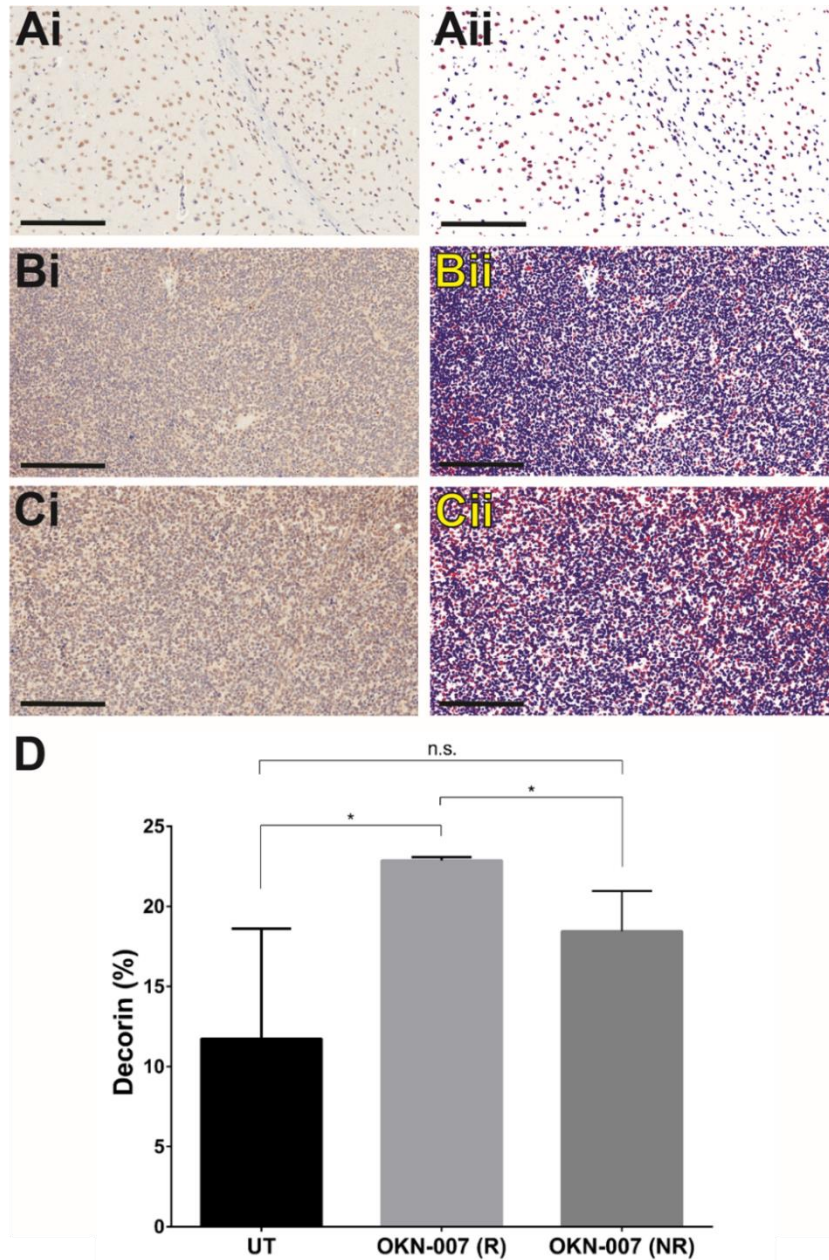 Ai
Aii
Bi
Bii
Ci
Cii
D
n.s.
*
*
25
20
15
10
5
0
Decorin (%)
UT
OKN-007 (R)
OKN-007 (NR)